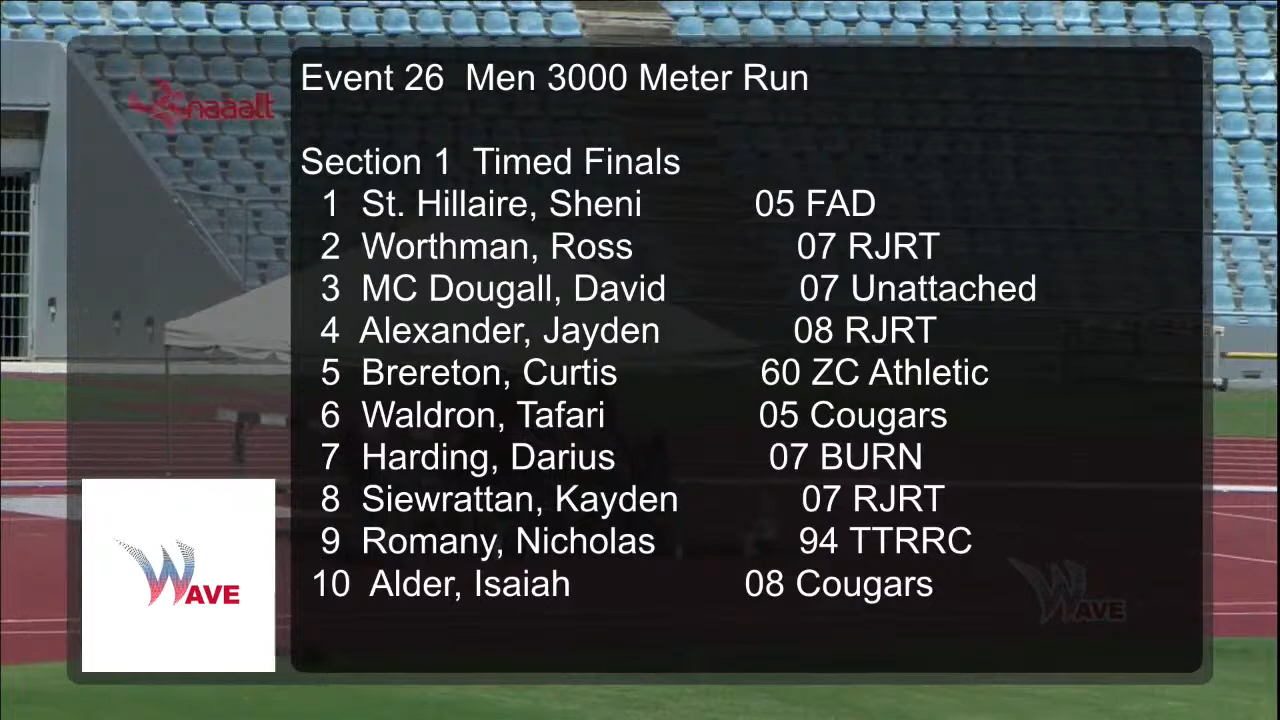 naaatt
Event 26 Men 3000 Meter Run
Section 1 Timed Finals
1 St. Hillaire, Sheni 05 FAD
2 Worthman, Ross 07 RJRT
3 MC Dougall, David 07 Unattached
4 Alexander, Jayden 08 RJRT
5 Brereton, Curtis 60 ZC Athletic
6 Waldron, Tafari 05 Cougars
7 Harding, Darius 07 BURN
8 Siewrattan, Kayden 07 RJRT
9 Romany, Nicholas 94 TTRRC
10 Alder, Isaiah 08 Cougars
WAVE
WAVE